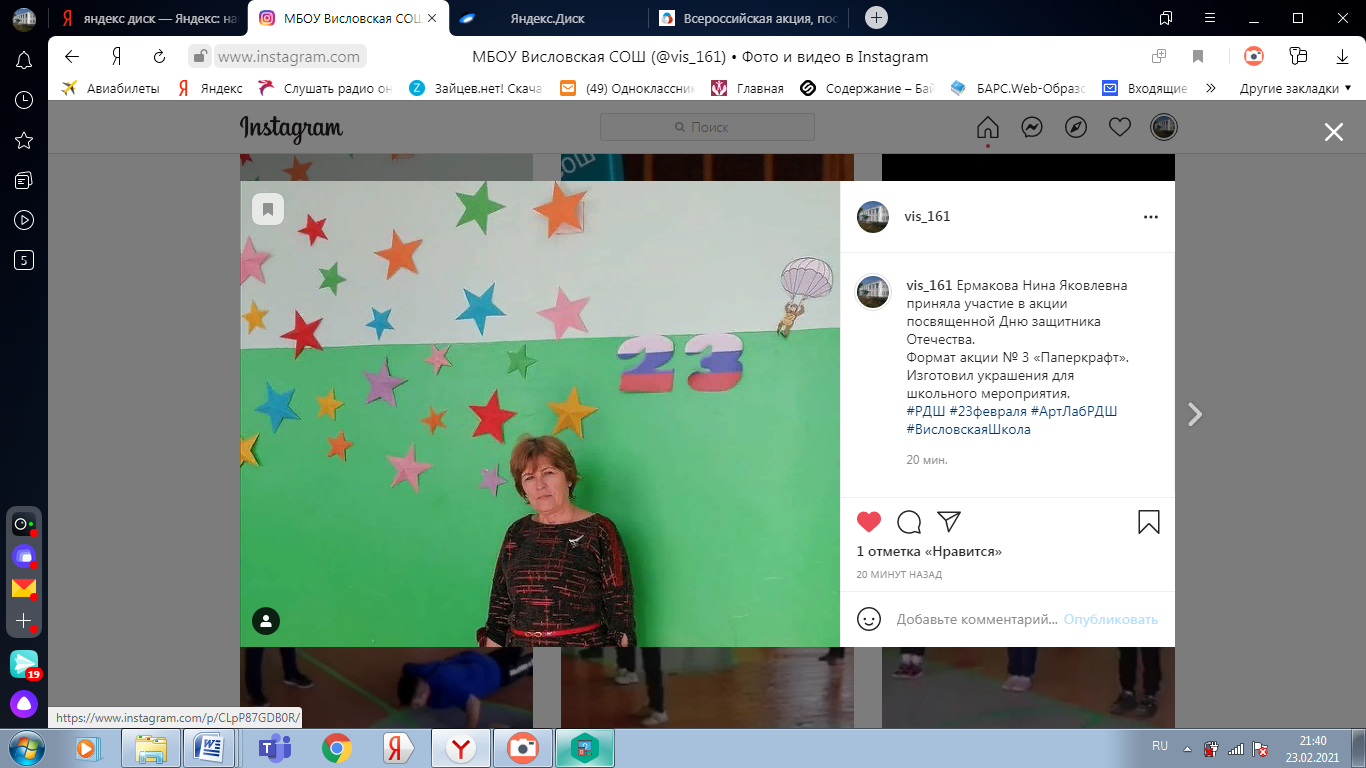 яндекс диск — Яндекс: на
МБОУ Висловская СОШ
Яндекс.Диск
Всероссийская акция, пос
Я
www.instagram.com
МБОУ Висловская СОШ (@vis_161) • Фото и видео в Instagram
Авиабилеты
Я Яндекс
Слушать радио он
Зайцев.нет! Скача
(49) Одноклассник
Главная
Содержание – Бай
БАРС.Web-Образо
Входящие
»
Другие закладки
Instagram
Поиск
СОШ
23
vis_161
vis_161 Ермакова Нина Яковлевна
приняла участие в акции
посвященной Дню защитника
Отечества.
Формат акции № 3 «Паперкрафт».
Изготовил украшения для
школьного мероприятия.
#РДШ #23февраля #АртЛабРДШ
#ВисловскаяШкола
20 мин.
1 отметка «Нравится»
20 МИНУТ НАЗАД
Добавьте комментарий... Опубликовать
5
19
https://www.instagram.com/p/CLpP87GDB0R/
RU
21:40
23.02.2021